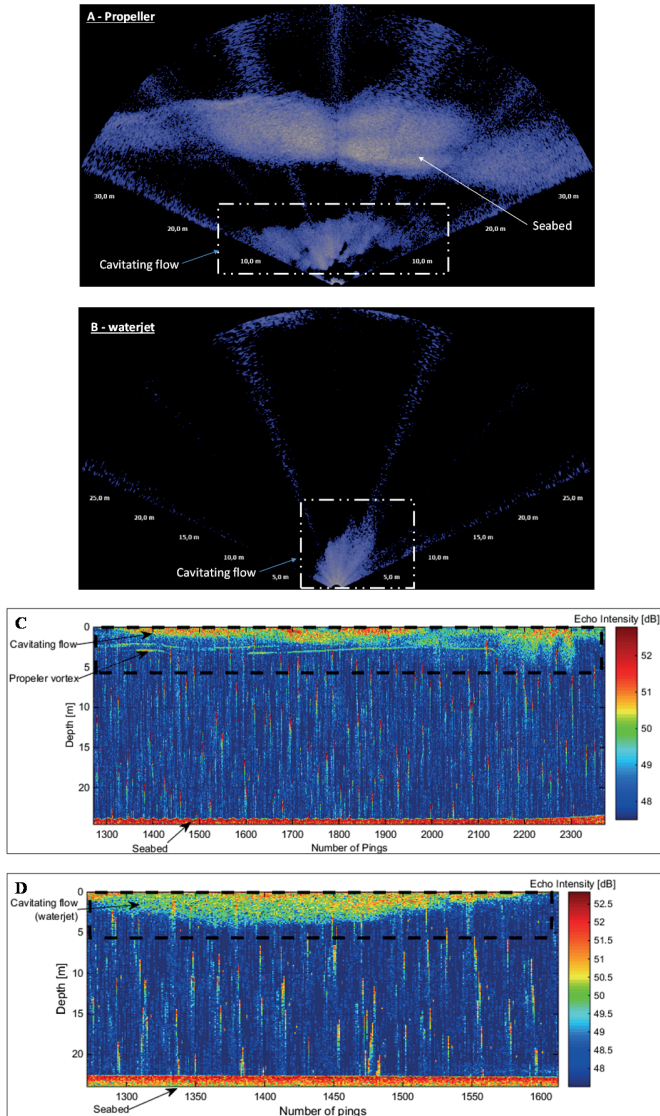 A - Propeller
30,0 m
30,0 m
20,0 m
20,0 m
Seabed
Cavitating flow
10,0 m
10,0 m
B - waterjet
25,0 m
25,0 m
20,0 m
20,0 m
15,0 m
15,0 m
10,0 m
10,0 m
Cavitating flow
5,0 m
5,0 m
C
Echo Intensity [dB]
Cavitating flow
Propeler vortex
Depth [m]
0
5
10
15
20
52
51
50
49
48
1300 1400 1500 1600 1700 1800 1900 2000 2100 2200 2300
Number of Pings
Seabed
D
Echo Intensity [dB]
Cavitating flow
(waterjet)
Depth [m]
0
5
10
15
20
52.5
52
51.5
51
50.5
50
49.5
49
48.5
48
1300 1400 1500 1600
Number of pings
Seabed